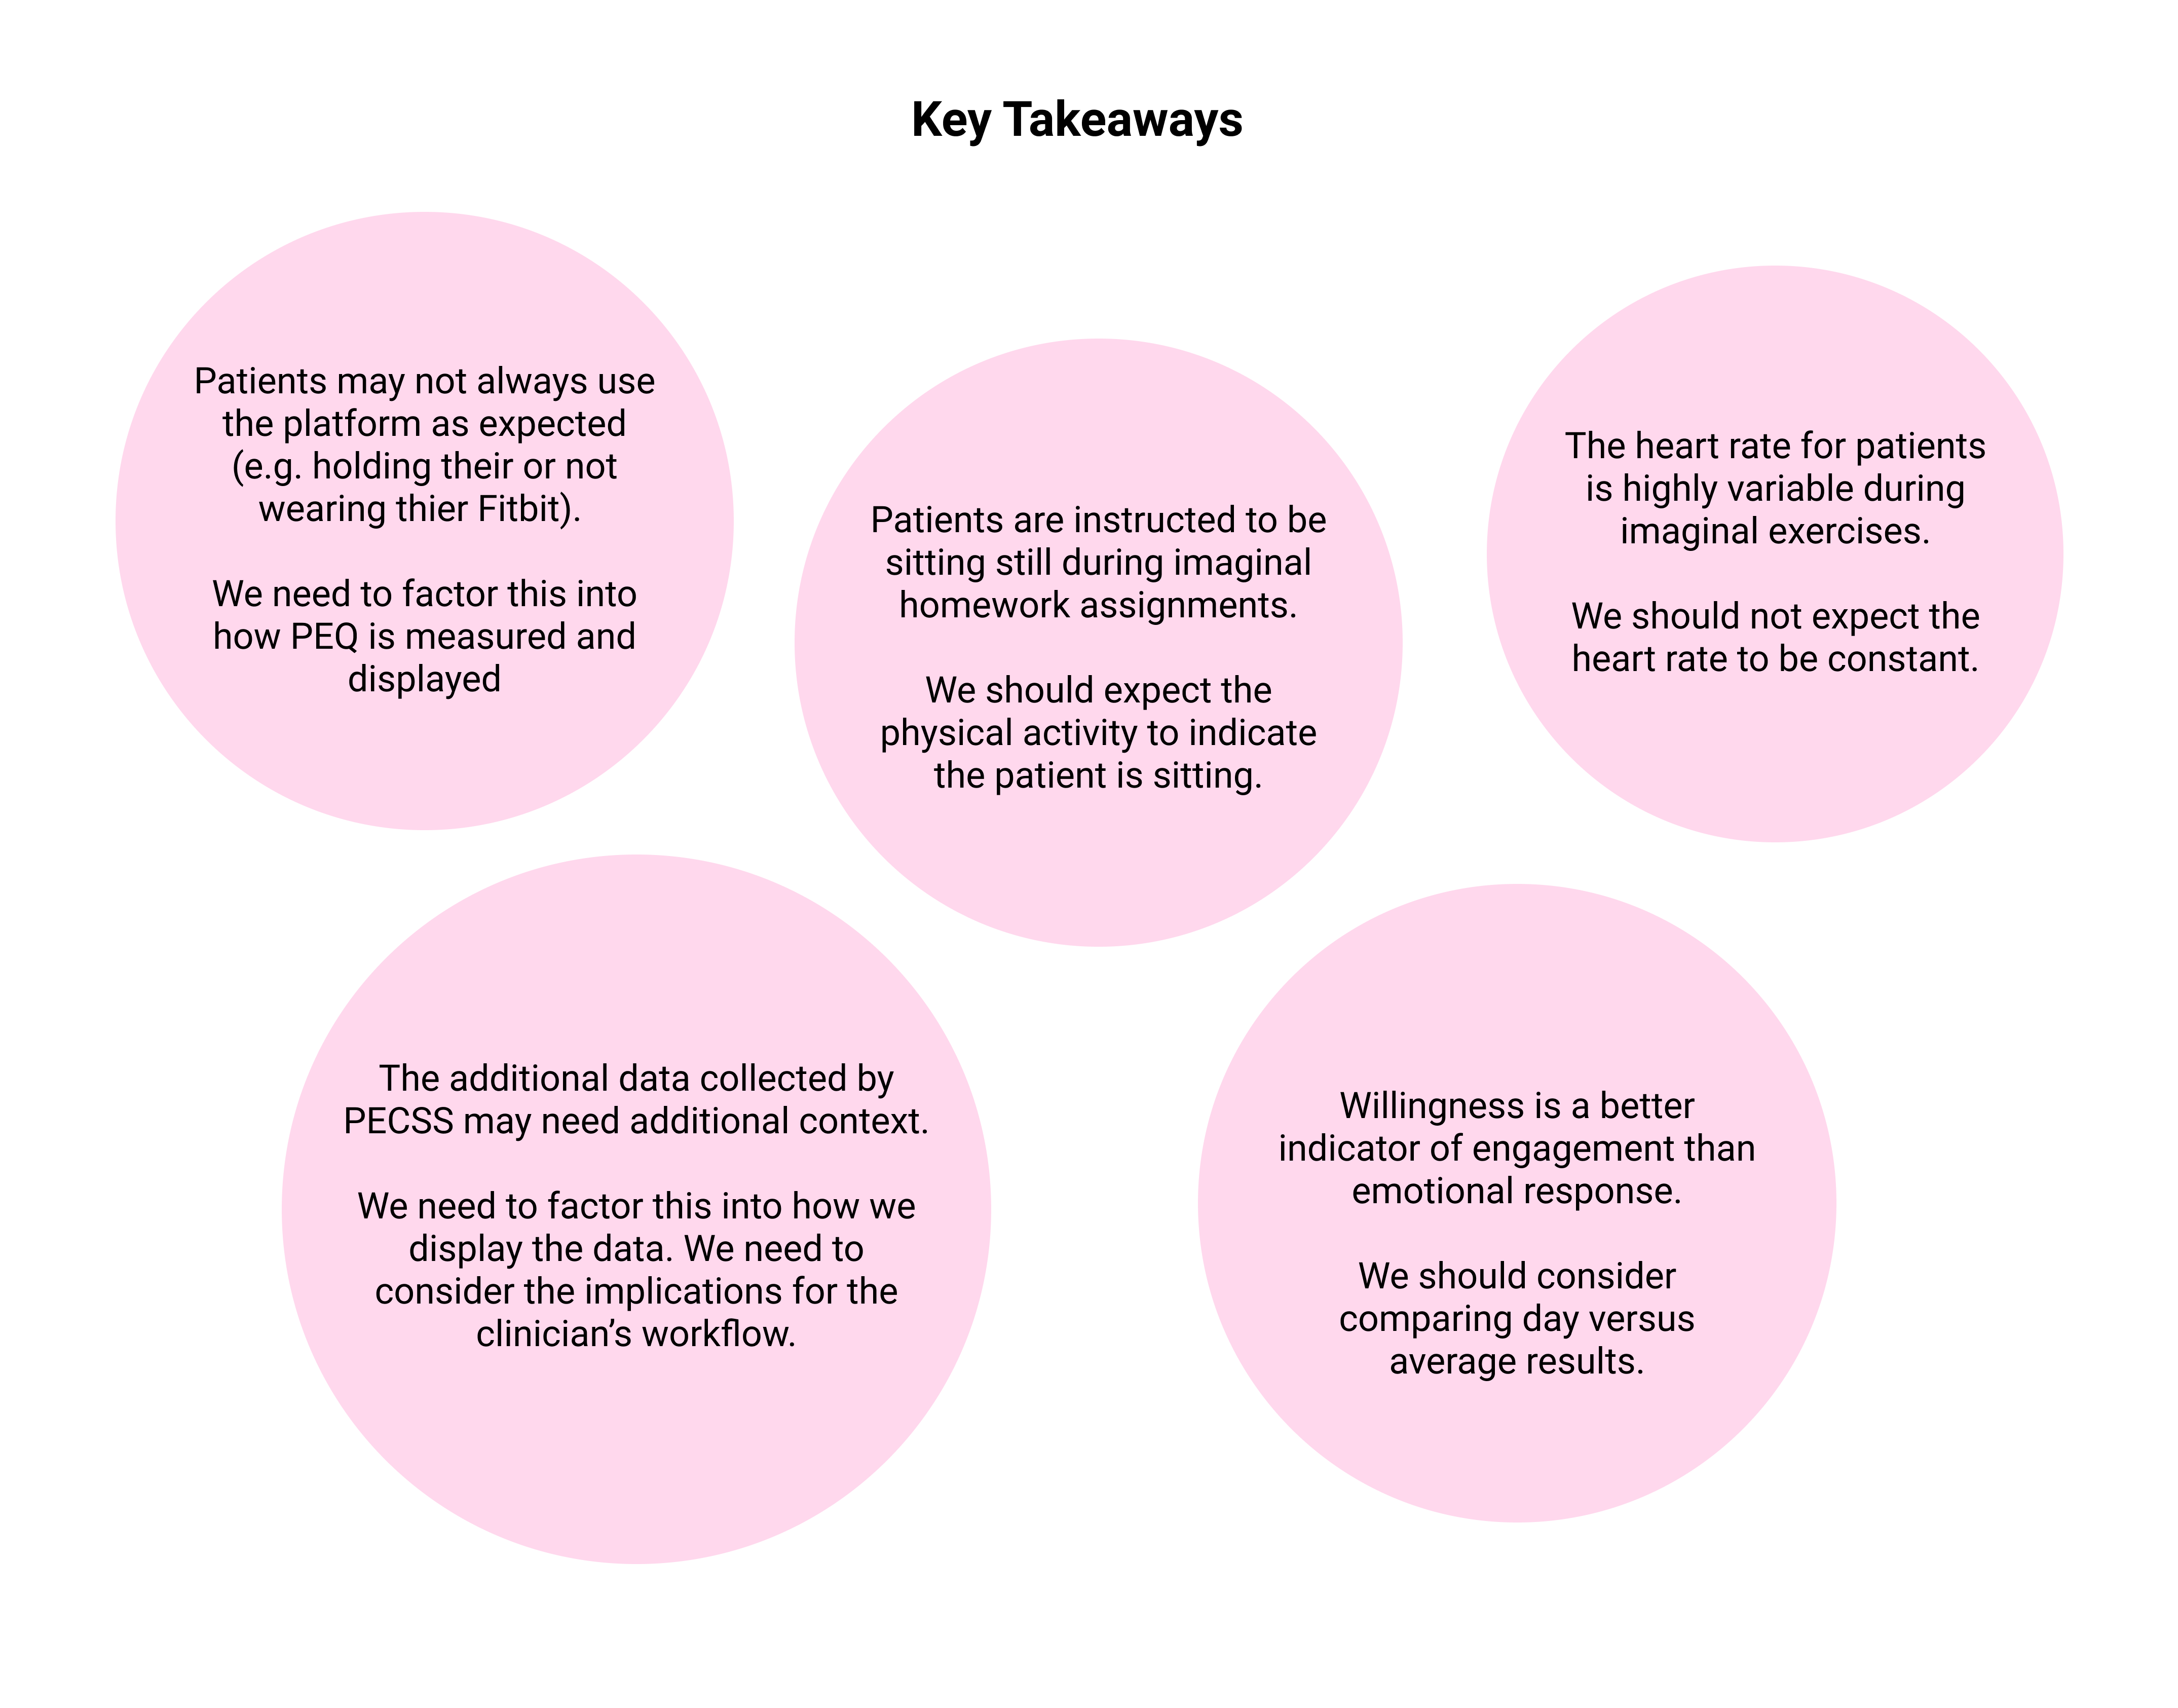 Key Takeaways
Patients may not always use
the platform as expected
(e.g. holding their or not
wearing thier Fitbit).
We need to factor this into
how PEQ is measured and
displayed
Patients are instructed to be
sitting still during imaginal
homework assignments.
We should expect the
physical activity to indicate
the patient is sitting.
The heart rate for patients
is highly variable during
imaginal exercises.
We should not expect the
heart rate to be constant.
The additional data collected by
PECSS may need additional context.
We need to factor this into how we
display the data. We need to
consider the implications for the
clinician’s workflow.
Willingness is a better
indicator of engagement than
emotional response.
We should consider
comparing day versus
average results.